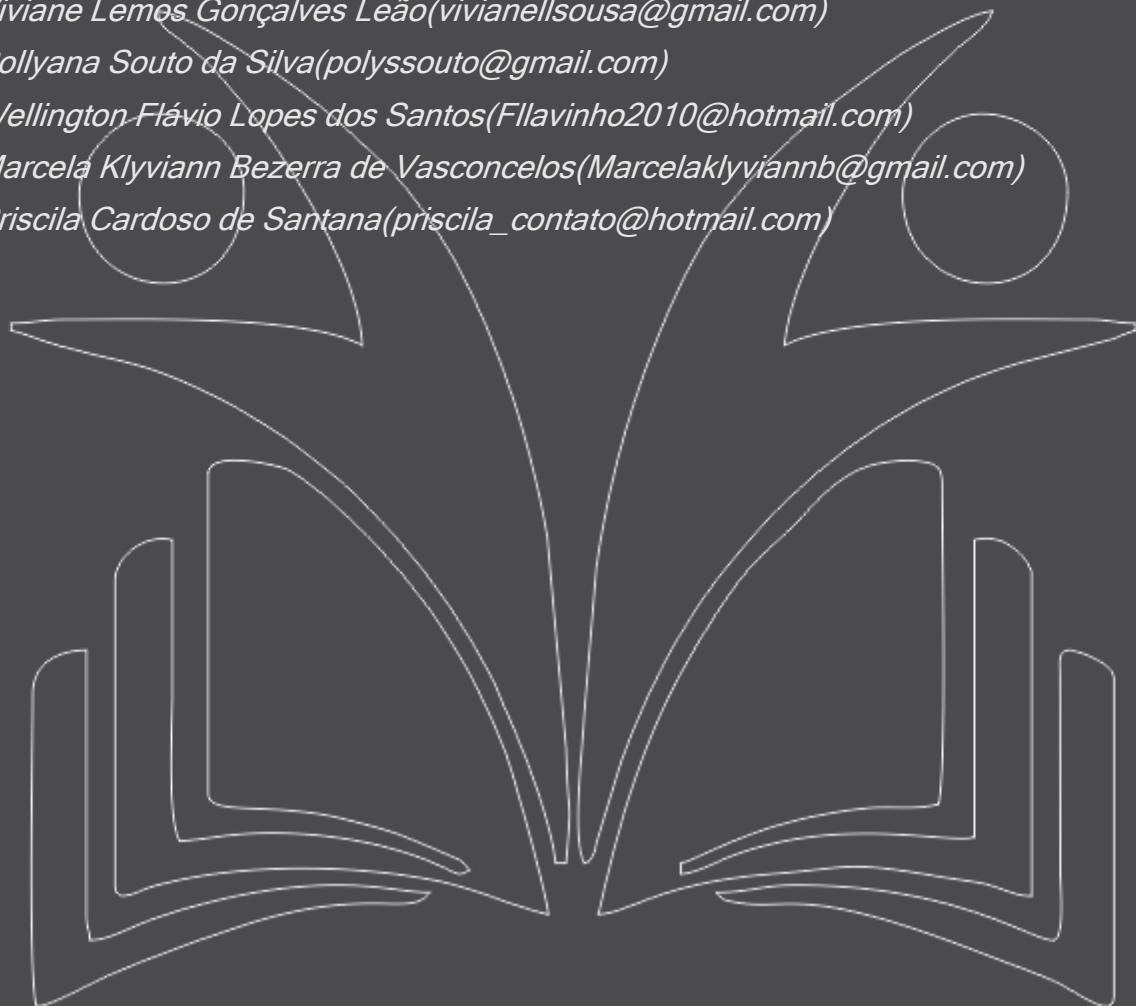 iviane Lemos Gonçalves Leão(vivianellsousa@gmail.com)
ollyana Souto da Silva(polyssouto@gmail.com)
Vellington Flávio Lopes dos Santos(Fllavinho2010@hotmail.com)
larcela Klyviann Bezerra de Vasconcelos(Marcelaklyviannb@gmail.com)
riscila Cardoso de Santana(priscila_contato@hotmail.com)